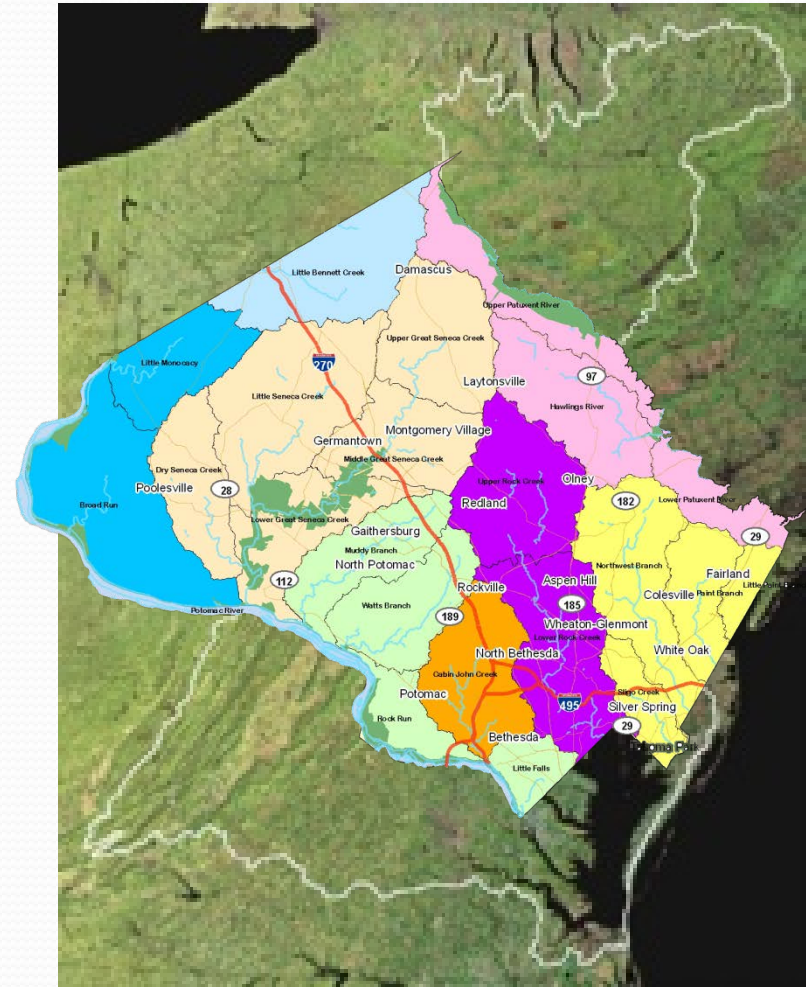 Little Bennett Creek
Damascus
Upper Patuxent River
Upper Great Seneca Creek
Little Monocacy
270
97
Laytonsville
Little Seneca Creek
Hawlings River
Montgomery Village
Germantown
Middle Great Seneca Creek
Dry Seneca Creek
Upper Rock Creek
Olney
Poolesville
28
Redland
182
Lower Patuxent River
Broad Run
Lower Great Seneca Creek
Gaithersburg
29
Muddy Branch
North Potomac
Northwest Branch
Fairland
112
Rockville
Aspen Hill
Colesville
Paint Branch
Little Paint
Watts Branch
185
Potomac River
189
Wheaton-Glenmont
Lower Rock Creek
White Oak
North Bethesda
Cabin John Creek
Potomac
Sligo Creek
495
Silver Spring
Rock Run
29
Bethesda
Takoma Park
Little Falls